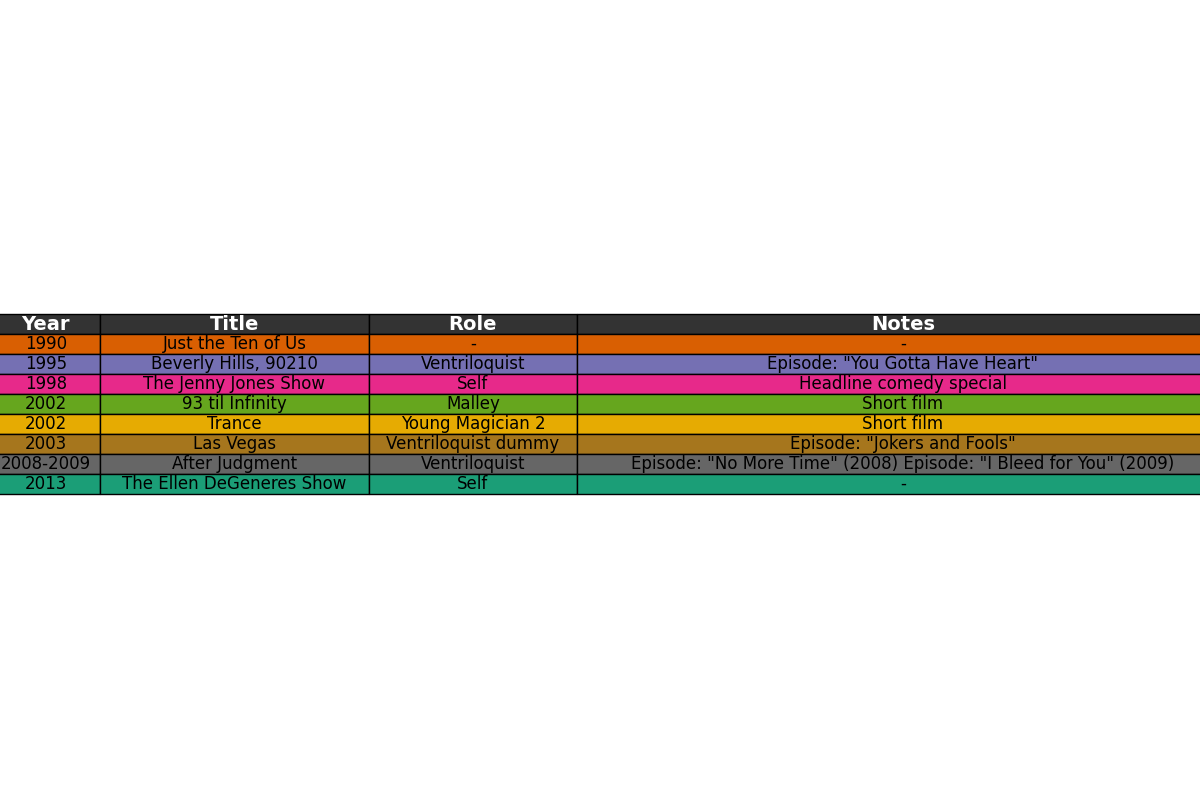 Year Title Role Notes
1990 Just the Ten of Us - -
1995 Beverly Hills, 90210 Ventriloquist Episode: "You Gotta Have Heart"
1998 The Jenny Jones Show Self Headline comedy special
2002 93 til Infinity Malley Short film
2002 Trance Young Magician 2 Short film
2003 Las Vegas Ventriloquist dummy Episode: "Jokers and Fools"
2008-2009 After Judgment Ventriloquist Episode: "No More Time" (2008) Episode: "I Bleed for You" (2009)
2013 The Ellen DeGeneres Show Self -